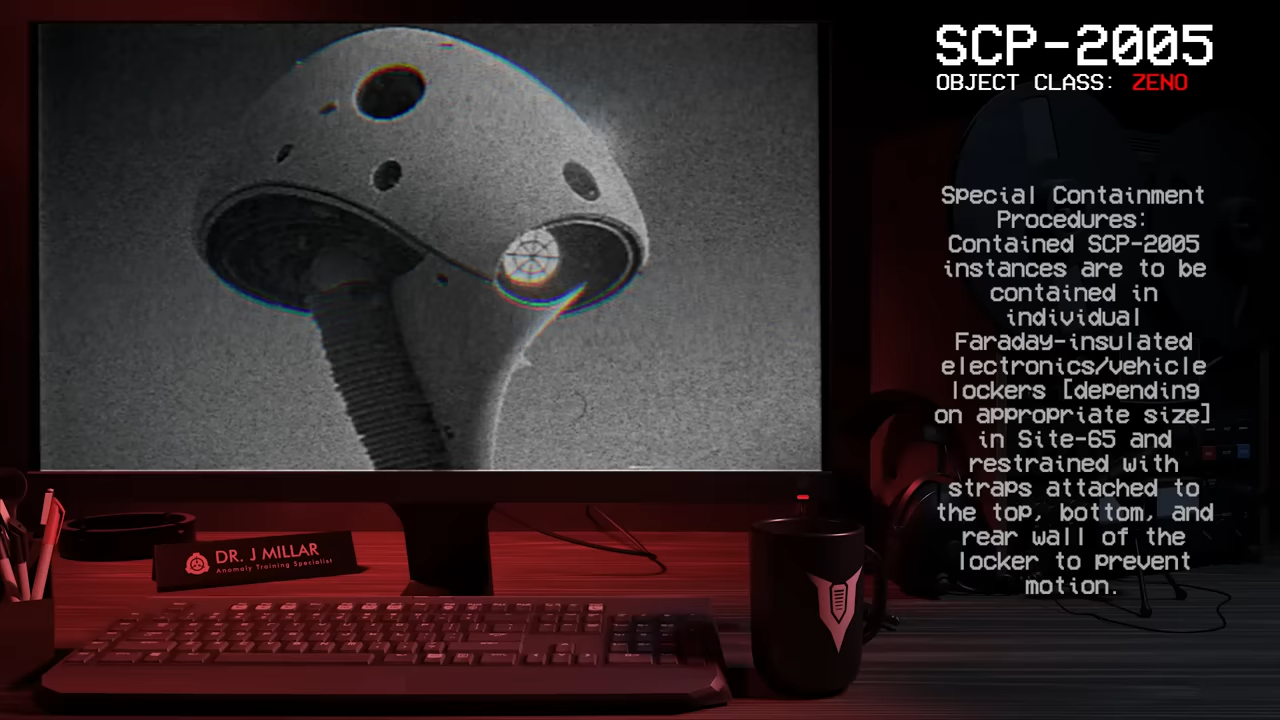 SCP-2005
OBJECT CLASS: ZENO
Special Containment
Procedures:
Contained SCP-2005
instances are to be
contained in
individual
Faraday-insulated
electronics/vehicle
lockers [depending
on appropriate size]
in Site-65 and
restrained with
straps attached to
the top, bottom, and
rear wall of the
locker to prevent
motion.
DR. J MILLAR
Anomaly Training Specialist